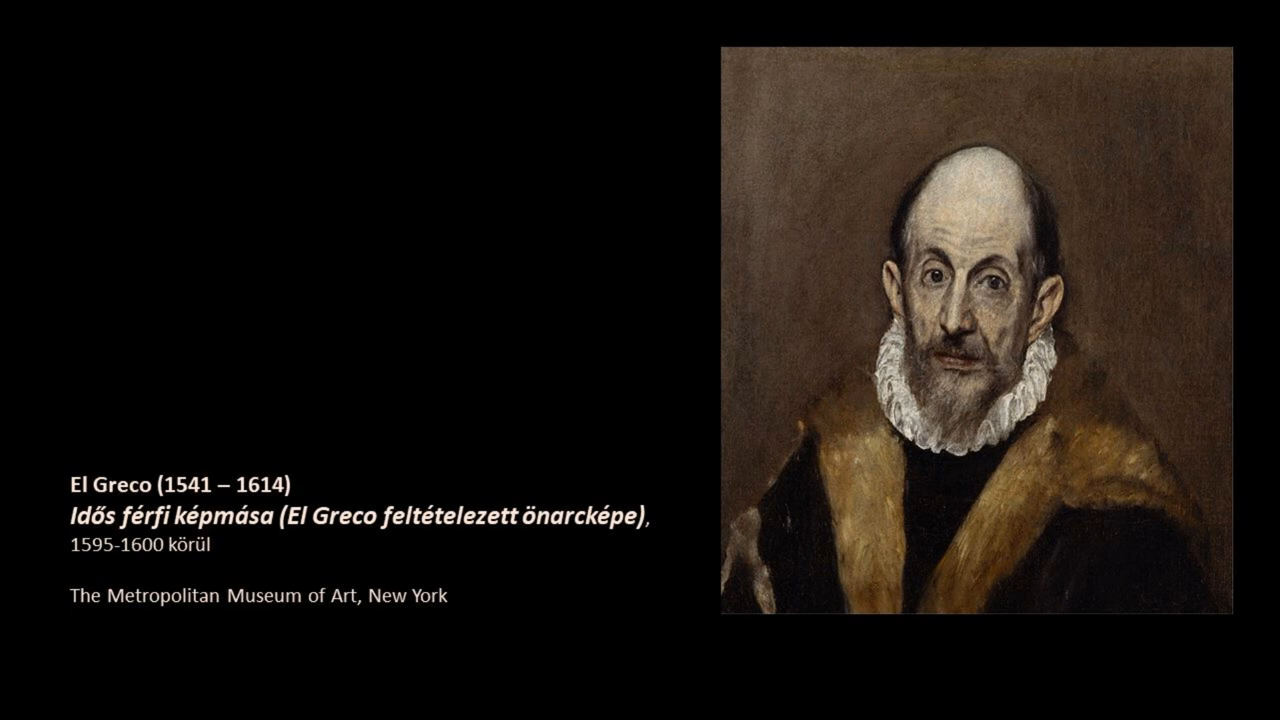 El Greco (1541 – 1614)
Idős férfi képmása (El Greco feltételezett önarcképe),
1595-1600 körül
The Metropolitan Museum of Art, New York